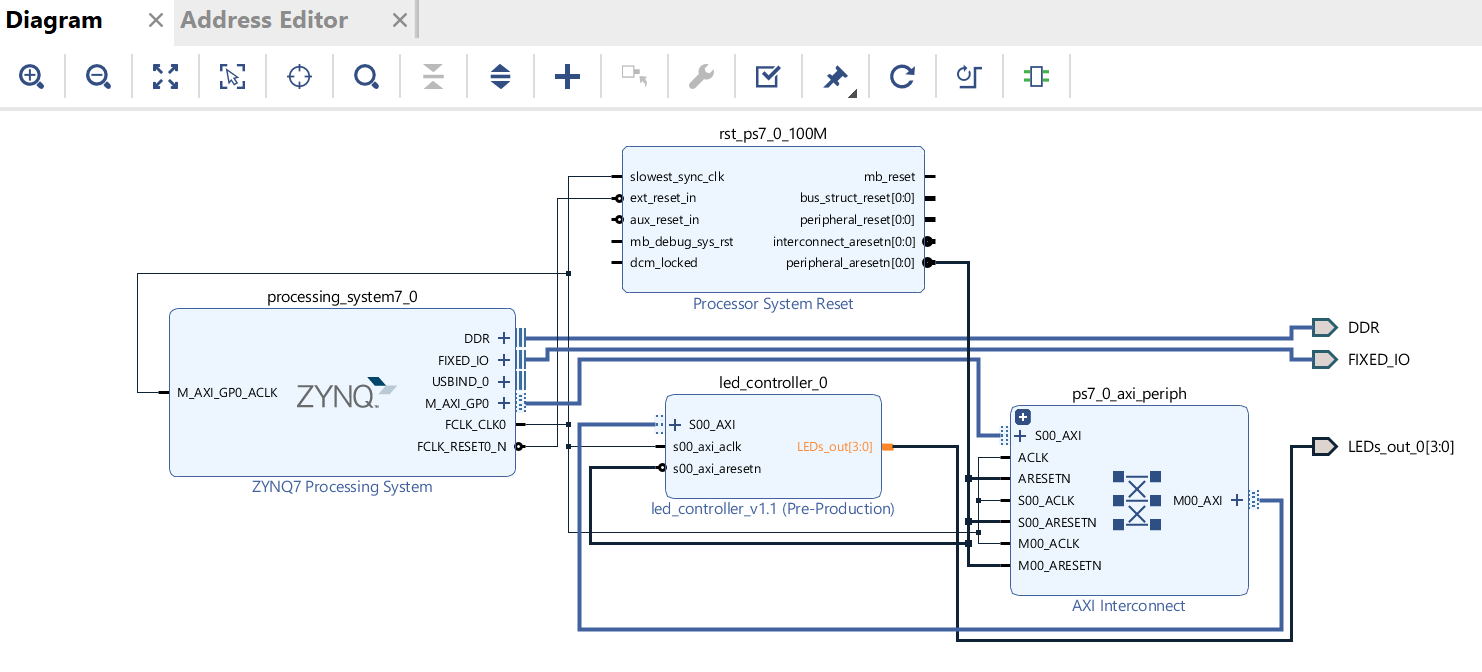 Diagram
Address Editor
rst_ps7_0_100M
slowest_sync_clk
mb_reset
ext_reset_in
bus_struct_reset[0:0]
aux_reset_in
peripheral_reset[0:0]
mb_debug_sys_rst
interconnect_aresetn[0:0]
dcm_locked
peripheral_aresetn[0:0]
Processor System Reset
processing_system7_0
DDR
FIXED_IO
USBIND_0
M_AXI_GP0_ACLK
ZYNQ
M_AXI_GP0
FCLK_CLK0
FCLK_RESET0_N
ZYNQ7 Processing System
led_controller_0
S00_AXI
s00_axi_aclk
LEDs_out[3:0]
s00_axi_aresetn
led_controller_v1.1 (Pre-Production)
ps7_0_axi_periph
S00_AXI
ACLK
ARESETN
S00_ACLK
M00_AXI
S00_ARESETN
M00_ACLK
M00_ARESETN
AXI Interconnect
DDR
FIXED_IO
LEDs_out_0[3:0]